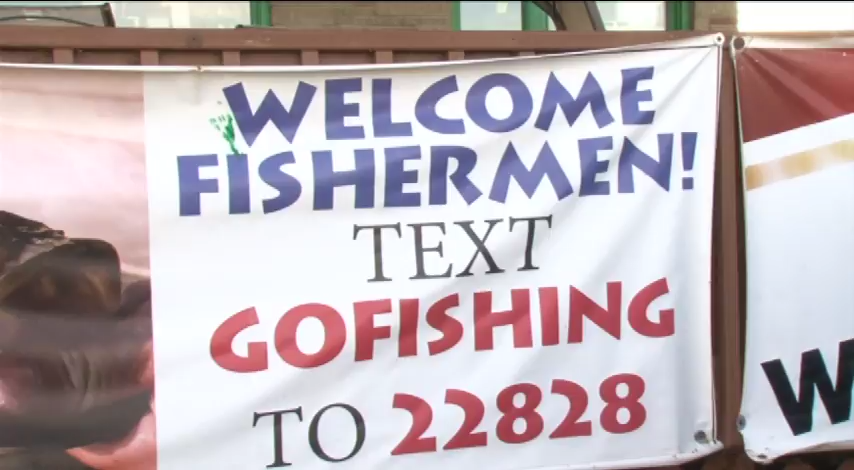 WELCOME
FISHERMEN!
TEXT
GOFISHING
TO 22828
W